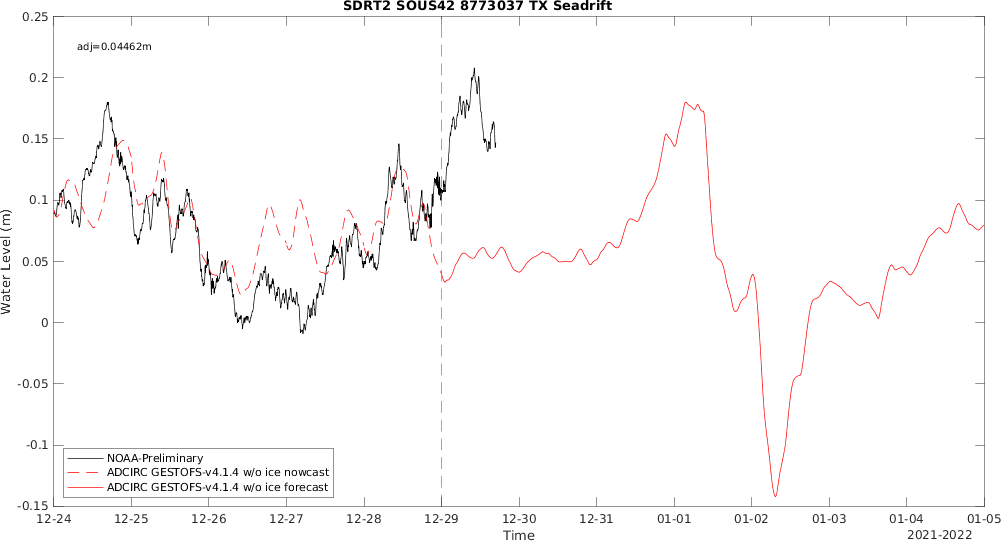 SDRT2 SOUS42 8773037 TX Seadrift
adj=0.04462m
Water Level (m)
0.25
0.2
0.15
0.1
0.05
0
-0.05
-0.1
-0.15
NOAA-Preliminary
ADCIRC GESTOFS-v4.1.4 w/o ice nowcast
ADCIRC GESTOFS-v4.1.4 w/o ice forecast
12-24 12-25 12-26 12-27 12-28 12-29 12-30 12-31 01-01 01-02 01-03 01-04 01-05
Time
2021-2022